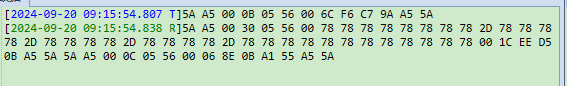 [2024-09-20 09:15:54.807 T]5A A5 00 0B 05 56 00 6C F6 C7 9A A5 5A
[2024-09-20 09:15:54.838 R]5A A5 00 30 05 56 00 78 78 78 78 78 78 78 78 2D 78 78 78
78 2D 78 78 78 78 2D 78 78 78 78 2D 78 78 78 78 78 78 78 78 78 78 78 78 00 1C EE D5
0B A5 5A 5A A5 00 0C 05 56 00 06 8E 0B A1 55 A5 5A